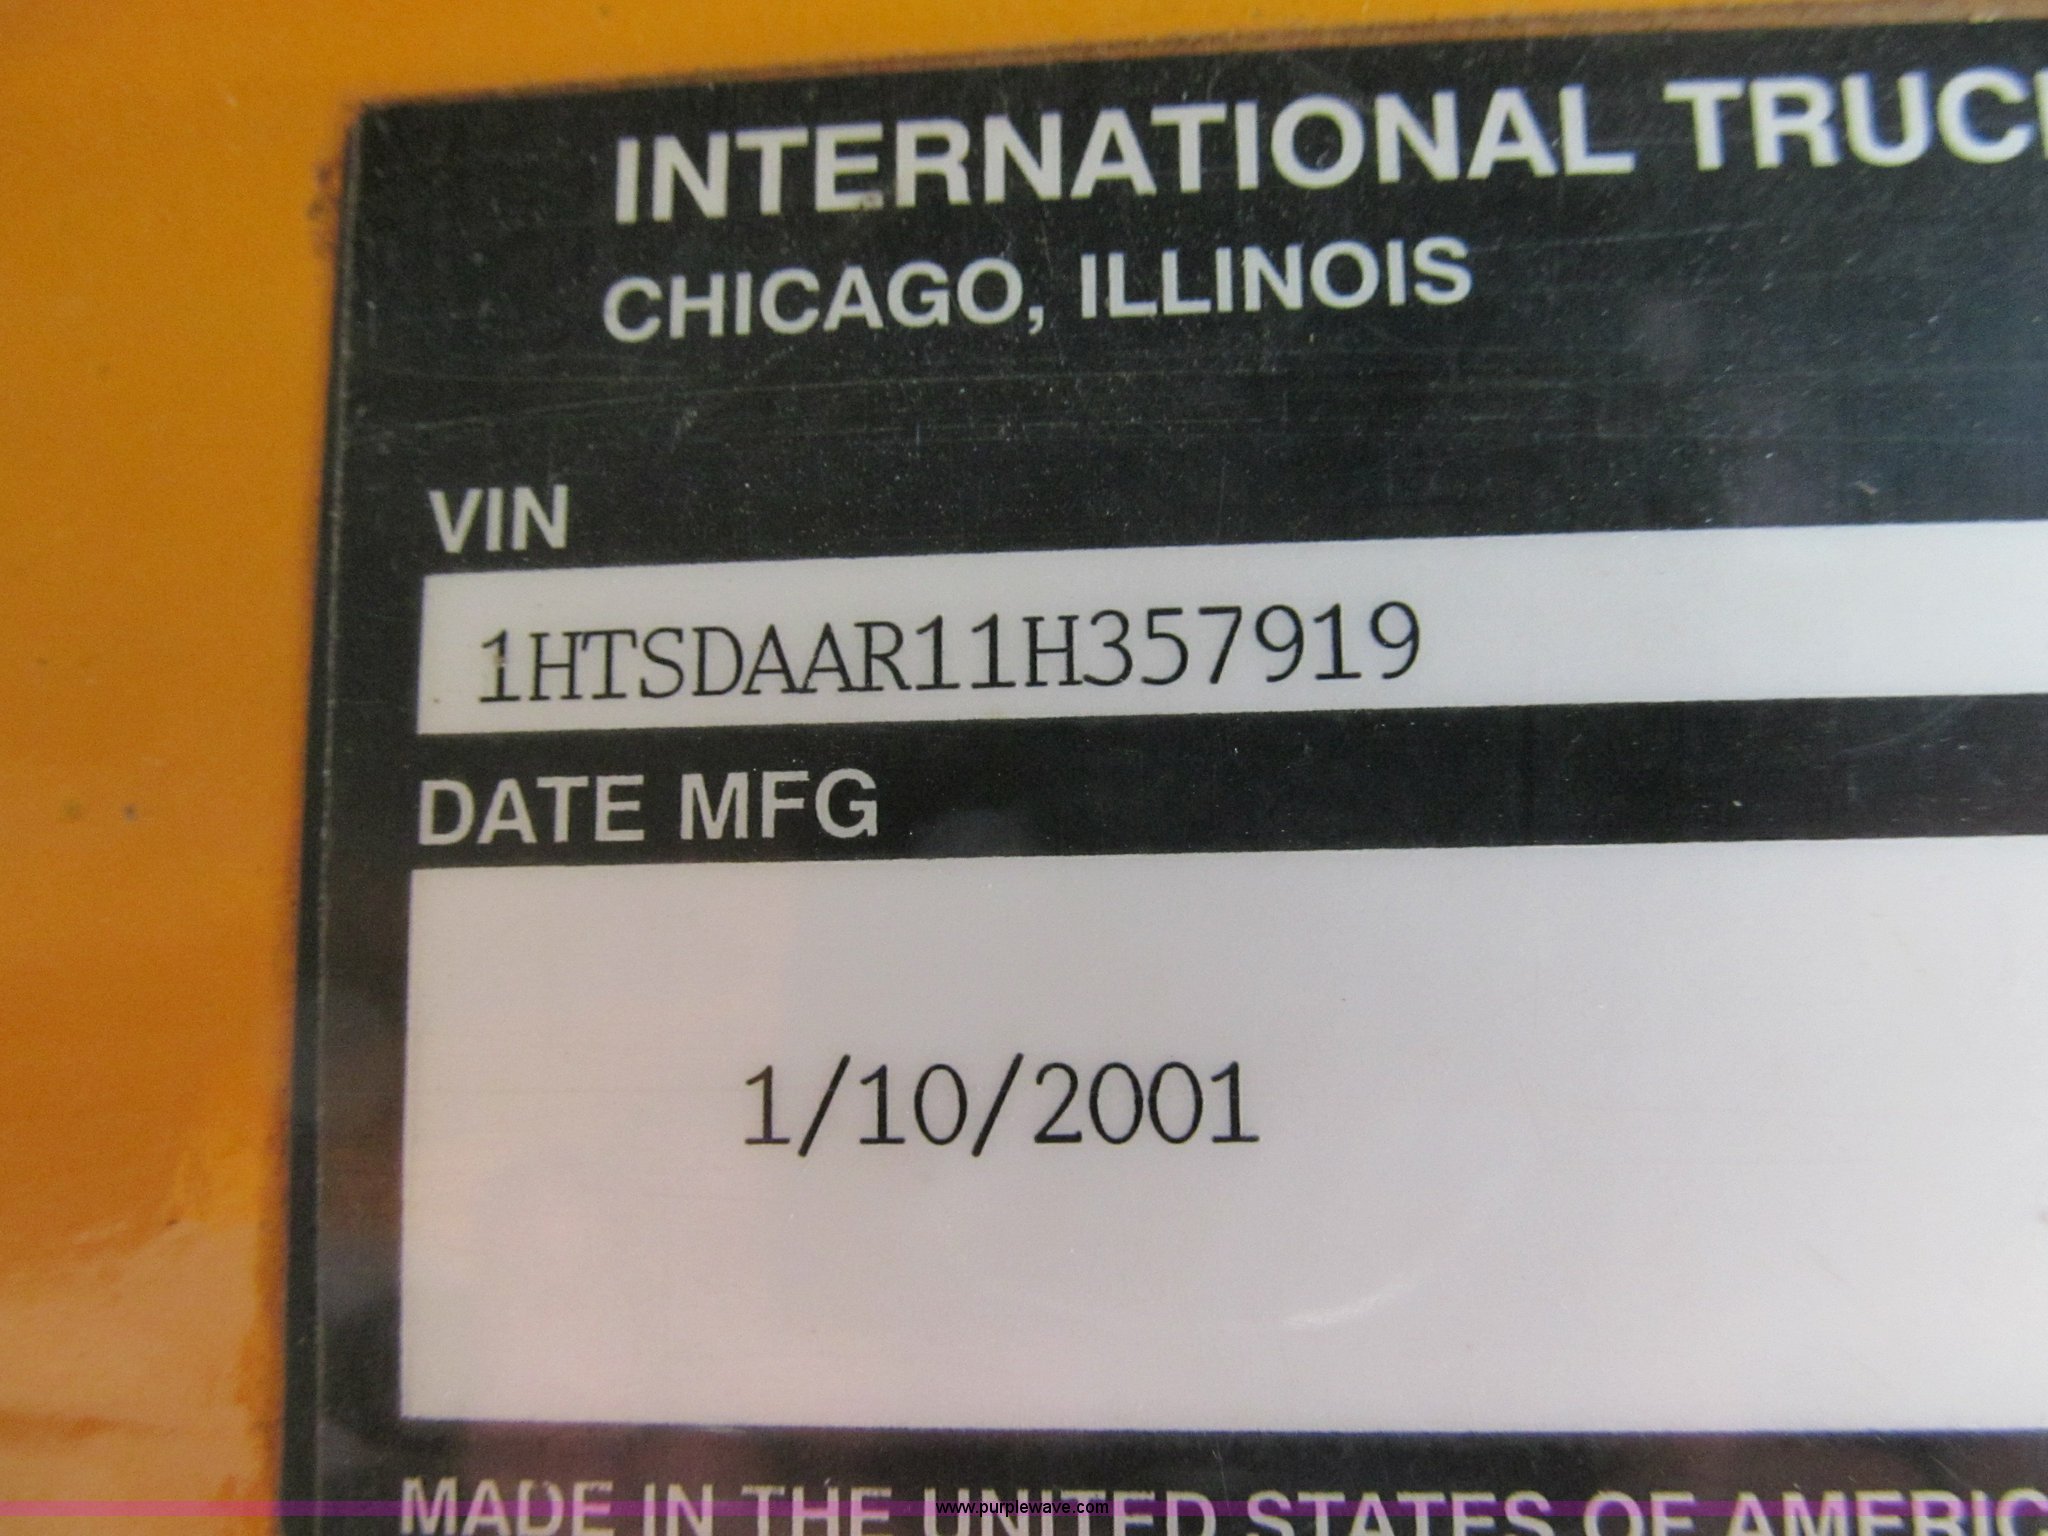 INTERNATIONAL TRUC
CHICAGO, ILLINOIS
VIN
1HTSDAAR11H357919
DATE MFG
1/10/2001
MADE IN THE UNITED STATES OF AMERIC
www.purplewave.com